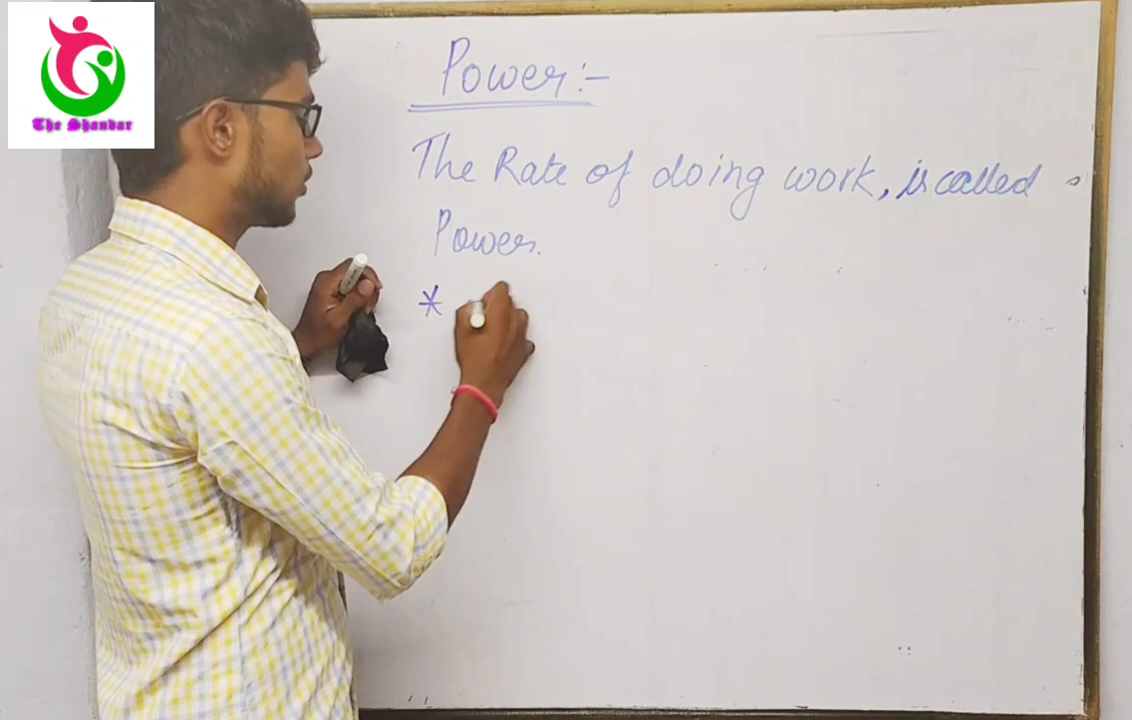 The Shandar
Power:-
The Rate of doing work, is called
Power.
*